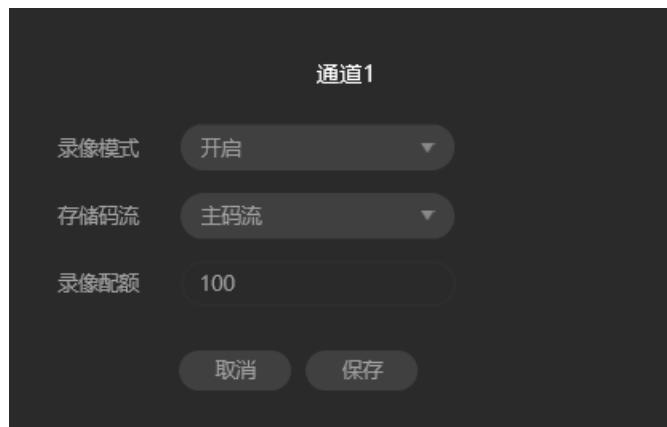 通道1
录像模式 开启
存储码流 主码流
录像配额 100
取消 保存